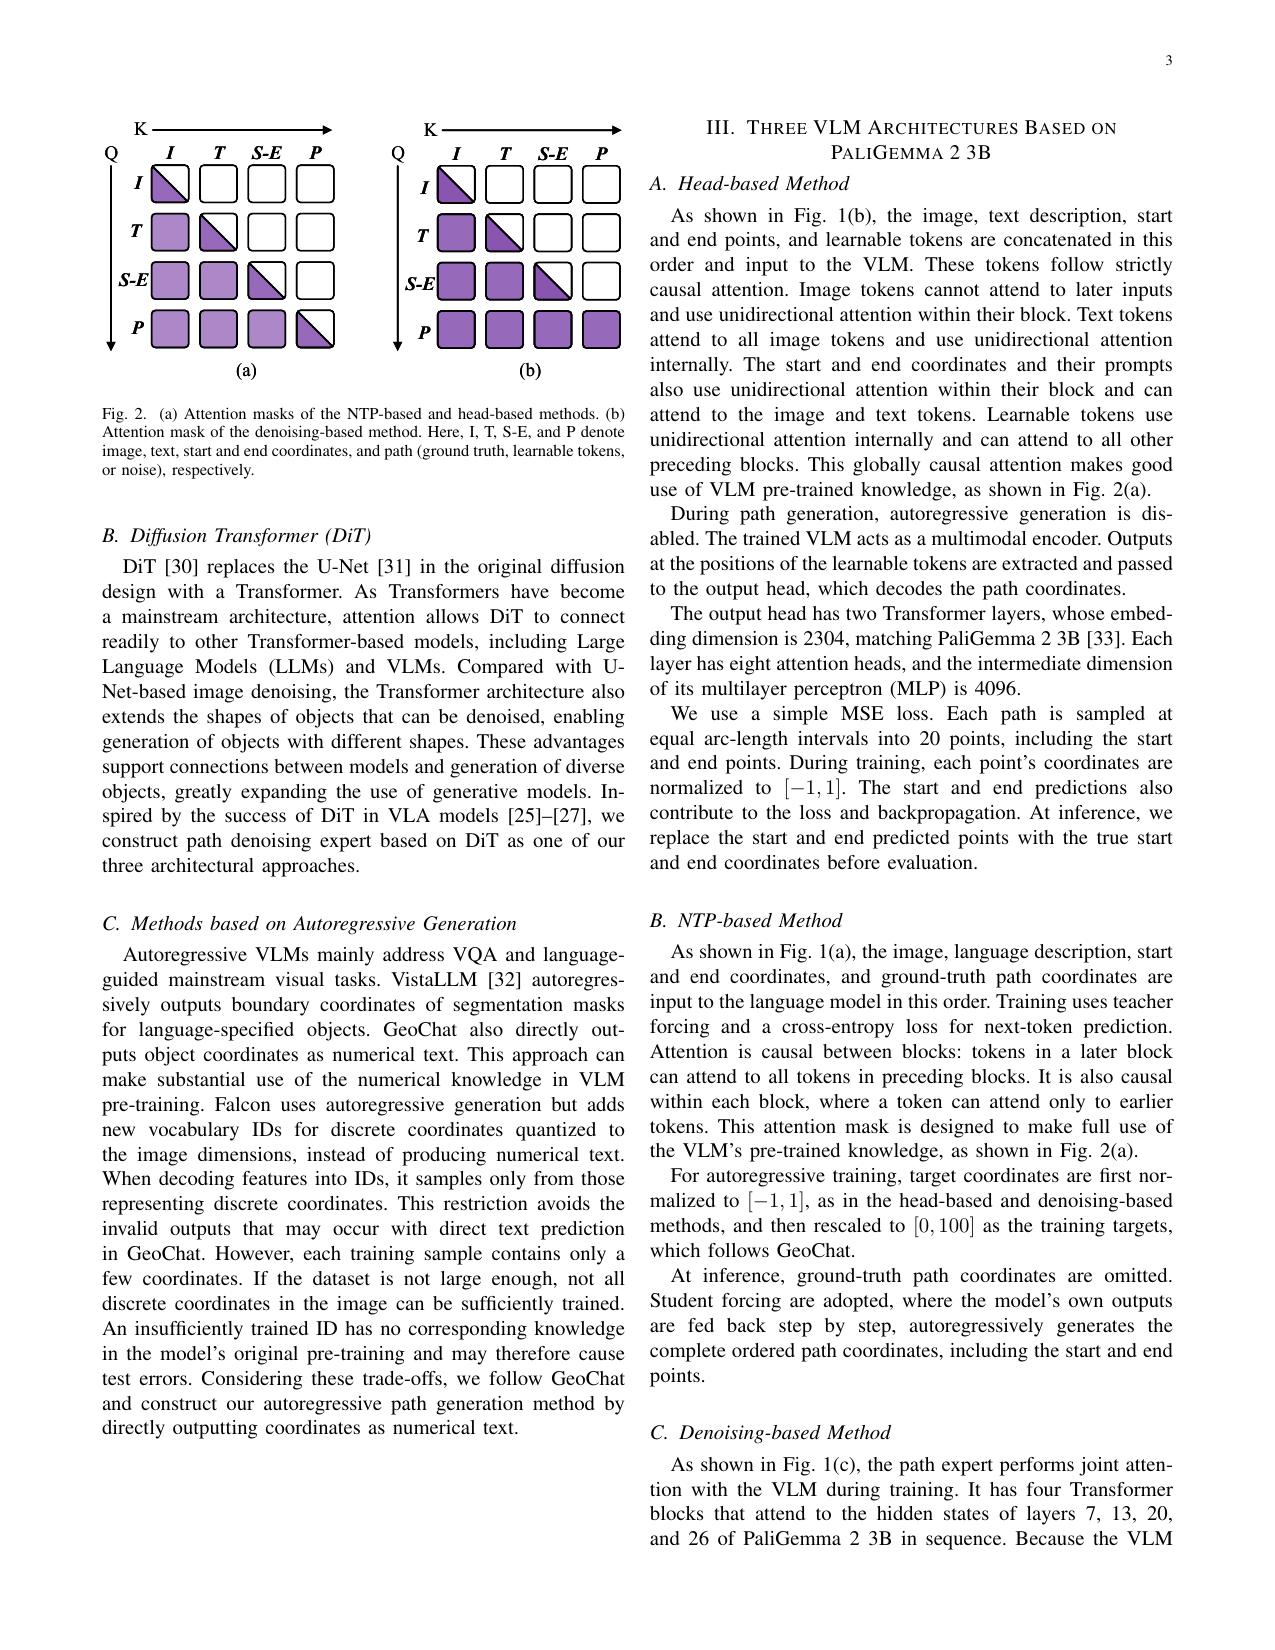 3
K
Q
I T S-E P
I
T
S-E
P
(a)
K
Q
I T S-E P
I
T
S-E
P
(b)
Fig. 2. (a) Attention masks of the NTP-based and head-based methods. (b)
Attention mask of the denoising-based method. Here, I, T, S-E, and P denote
image, text, start and end coordinates, and path (ground truth, learnable tokens,
or noise), respectively.
B. Diffusion Transformer (DiT)
DiT [30] replaces the U-Net [31] in the original diffusion
design with a Transformer. As Transformers have become
a mainstream architecture, attention allows DiT to connect
readily to other Transformer-based models, including Large
Language Models (LLMs) and VLMs. Compared with U-
Net-based image denoising, the Transformer architecture also
extends the shapes of objects that can be denoised, enabling
generation of objects with different shapes. These advantages
support connections between models and generation of diverse
objects, greatly expanding the use of generative models. In-
spired by the success of DiT in VLA models [25]–[27], we
construct path denoising expert based on DiT as one of our
three architectural approaches.
C. Methods based on Autoregressive Generation
Autoregressive VLMs mainly address VQA and language-
guided mainstream visual tasks. VistaLLM [32] autoregres-
sively outputs boundary coordinates of segmentation masks
for language-specified objects. GeoChat also directly out-
puts object coordinates as numerical text. This approach can
make substantial use of the numerical knowledge in VLM
pre-training. Falcon uses autoregressive generation but adds
new vocabulary IDs for discrete coordinates quantized to
the image dimensions, instead of producing numerical text.
When decoding features into IDs, it samples only from those
representing discrete coordinates. This restriction avoids the
invalid outputs that may occur with direct text prediction
in GeoChat. However, each training sample contains only a
few coordinates. If the dataset is not large enough, not all
discrete coordinates in the image can be sufficiently trained.
An insufficiently trained ID has no corresponding knowledge
in the model's original pre-training and may therefore cause
test errors. Considering these trade-offs, we follow GeoChat
and construct our autoregressive path generation method by
directly outputting coordinates as numerical text.
III. THREE VLM ARCHITECTURES BASED ON
PALIGEMMA 2 3B
A. Head-based Method
As shown in Fig. 1(b), the image, text description, start
and end points, and learnable tokens are concatenated in this
order and input to the VLM. These tokens follow strictly
causal attention. Image tokens cannot attend to later inputs
and use unidirectional attention within their block. Text tokens
attend to all image tokens and use unidirectional attention
internally. The start and end coordinates and their prompts
also use unidirectional attention within their block and can
attend to the image and text tokens. Learnable tokens use
unidirectional attention internally and can attend to all other
preceding blocks. This globally causal attention makes good
use of VLM pre-trained knowledge, as shown in Fig. 2(a).
During path generation, autoregressive generation is dis-
abled. The trained VLM acts as a multimodal encoder. Outputs
at the positions of the learnable tokens are extracted and passed
to the output head, which decodes the path coordinates.
The output head has two Transformer layers, whose embed-
ding dimension is 2304, matching PaliGemma 2 3B [33]. Each
layer has eight attention heads, and the intermediate dimension
of its multilayer perceptron (MLP) is 4096.
We use a simple MSE loss. Each path is sampled at
equal arc-length intervals into 20 points, including the start
and end points. During training, each point's coordinates are
normalized to [−1, 1]. The start and end predictions also
contribute to the loss and backpropagation. At inference, we
replace the start and end predicted points with the true start
and end coordinates before evaluation.
B. NTP-based Method
As shown in Fig. 1(a), the image, language description, start
and end coordinates, and ground-truth path coordinates are
input to the language model in this order. Training uses teacher
forcing and a cross-entropy loss for next-token prediction.
Attention is causal between blocks: tokens in a later block
can attend to all tokens in preceding blocks. It is also causal
within each block, where a token can attend only to earlier
tokens. This attention mask is designed to make full use of
the VLM's pre-trained knowledge, as shown in Fig. 2(a).
For autoregressive training, target coordinates are first nor-
malized to [−1, 1], as in the head-based and denoising-based
methods, and then rescaled to [0, 100] as the training targets,
which follows GeoChat.
At inference, ground-truth path coordinates are omitted.
Student forcing are adopted, where the model's own outputs
are fed back step by step, autoregressively generates the
complete ordered path coordinates, including the start and end
points.
C. Denoising-based Method
As shown in Fig. 1(c), the path expert performs joint atten-
tion with the VLM during training. It has four Transformer
blocks that attend to the hidden states of layers 7, 13, 20,
and 26 of PaliGemma 2 3B in sequence. Because the VLM